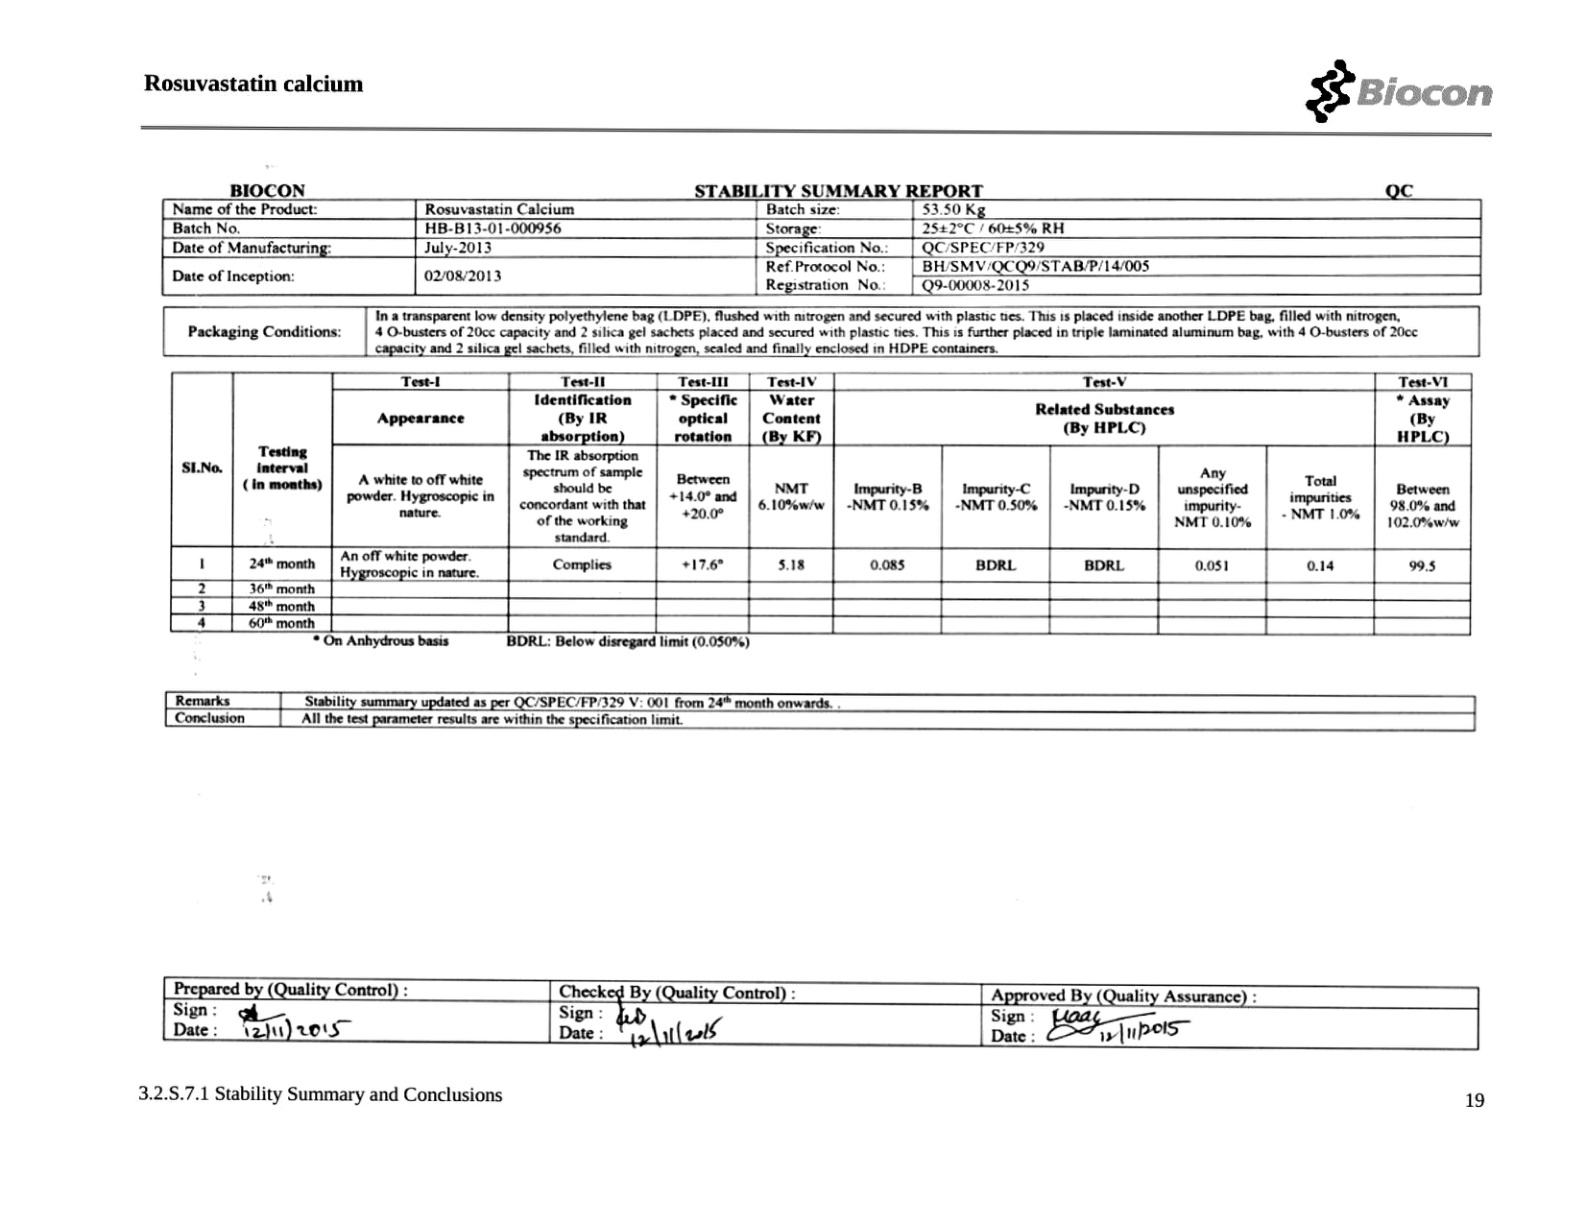 Rosuvastatin calcium
Biocon
BIOCON STABILITY SUMMARY REPORT QC
Name of the Product: Rosuvastatin Calcium Batch size: 53.50 Kg
Batch No. HB-B13-01-000956 Storage: 25±2°C / 60±5% RH
Date of Manufacturing: July-2013 Specification No.: QC/SPEC/FP/329
Date of Inception: 02/08/2013 Ref.Protocol No.: BH/SMV/QCQ9/STAB/P/14/005
Registration No.: Q9-00008-2015
Packaging Conditions:
In a transparent low density polyethylene bag (LDPE), flushed with nitrogen and secured with plastic ties. This is placed inside another LDPE bag, filled with nitrogen,
4 O-busters of 20cc capacity and 2 silica gel sachets placed and secured with plastic ties. This is further placed in triple laminated aluminum bag, with 4 O-busters of 20cc
capacity and 2 silica gel sachets, filled with nitrogen, sealed and finally enclosed in HDPE containers.
Sl.No.
Testing
interval
( in months)
Test-I Test-II Test-III Test-IV Test-V Test-VI
Appearance
Identification
(By IR
absorption)
* Specific
optical
rotation
Water
Content
(By KF)
Related Substances
(By HPLC)
* Assay
(By
HPLC)
A white to off white
powder. Hygroscopic in
nature.
The IR absorption
spectrum of sample
should be
concordant with that
of the working
standard.
Between
+14.0° and
+20.0°
NMT
6.10%w/w
Impurity-B
-NMT 0.15%
Impurity-C
-NMT 0.50%
Impurity-D
-NMT 0.15%
Any
unspecified
impurity-
NMT 0.10%
Total
impurities
- NMT 1.0%
Between
98.0% and
102.0%w/w
1 24th month An off white powder.
Hygroscopic in nature. Complies +17.6° 5.18 0.085 BDRL BDRL 0.051 0.14 99.5
2 36th month
3 48th month
4 60th month
* On Anhydrous basis BDRL: Below disregard limit (0.050%)
Remarks Stability summary updated as per QC/SPEC/FP/329 V: 001 from 24th month onwards. .
Conclusion All the test parameter results are within the specification limit.
Prepared by (Quality Control) : Checked By (Quality Control) : Approved By (Quality Assurance) :
Sign : Sign : Sign :
Date : 12/11/2015 Date : 12/11/2015 Date : 12/11/2015
3.2.S.7.1 Stability Summary and Conclusions
19